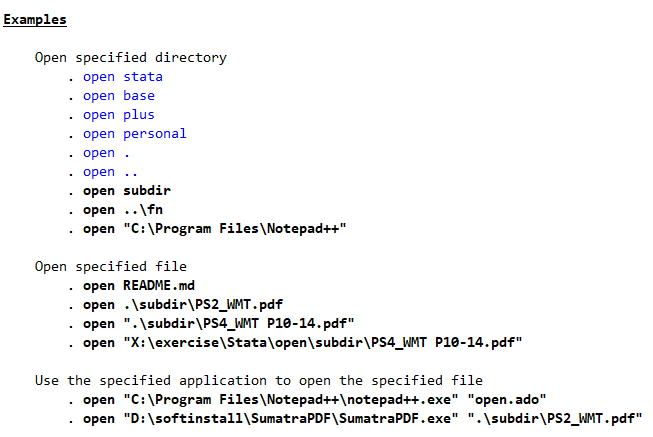 Examples
Open specified directory
. open stata
. open base
. open plus
. open personal
. open .
. open ..
. open subdir
. open ..\fn
. open "C:\Program Files\Notepad++"
Open specified file
. open README.md
. open .\subdir\PS2_WMT.pdf
. open ".\subdir\PS4_WMT P10-14.pdf"
. open "X:\exercise\Stata\open\subdir\PS4_WMT P10-14.pdf"
Use the specified application to open the specified file
. open "C:\Program Files\Notepad++\notepad++.exe" "open.ado"
. open "D:\softinstall\SumatraPDF\SumatraPDF.exe" ".\subdir\PS2_WMT.pdf"